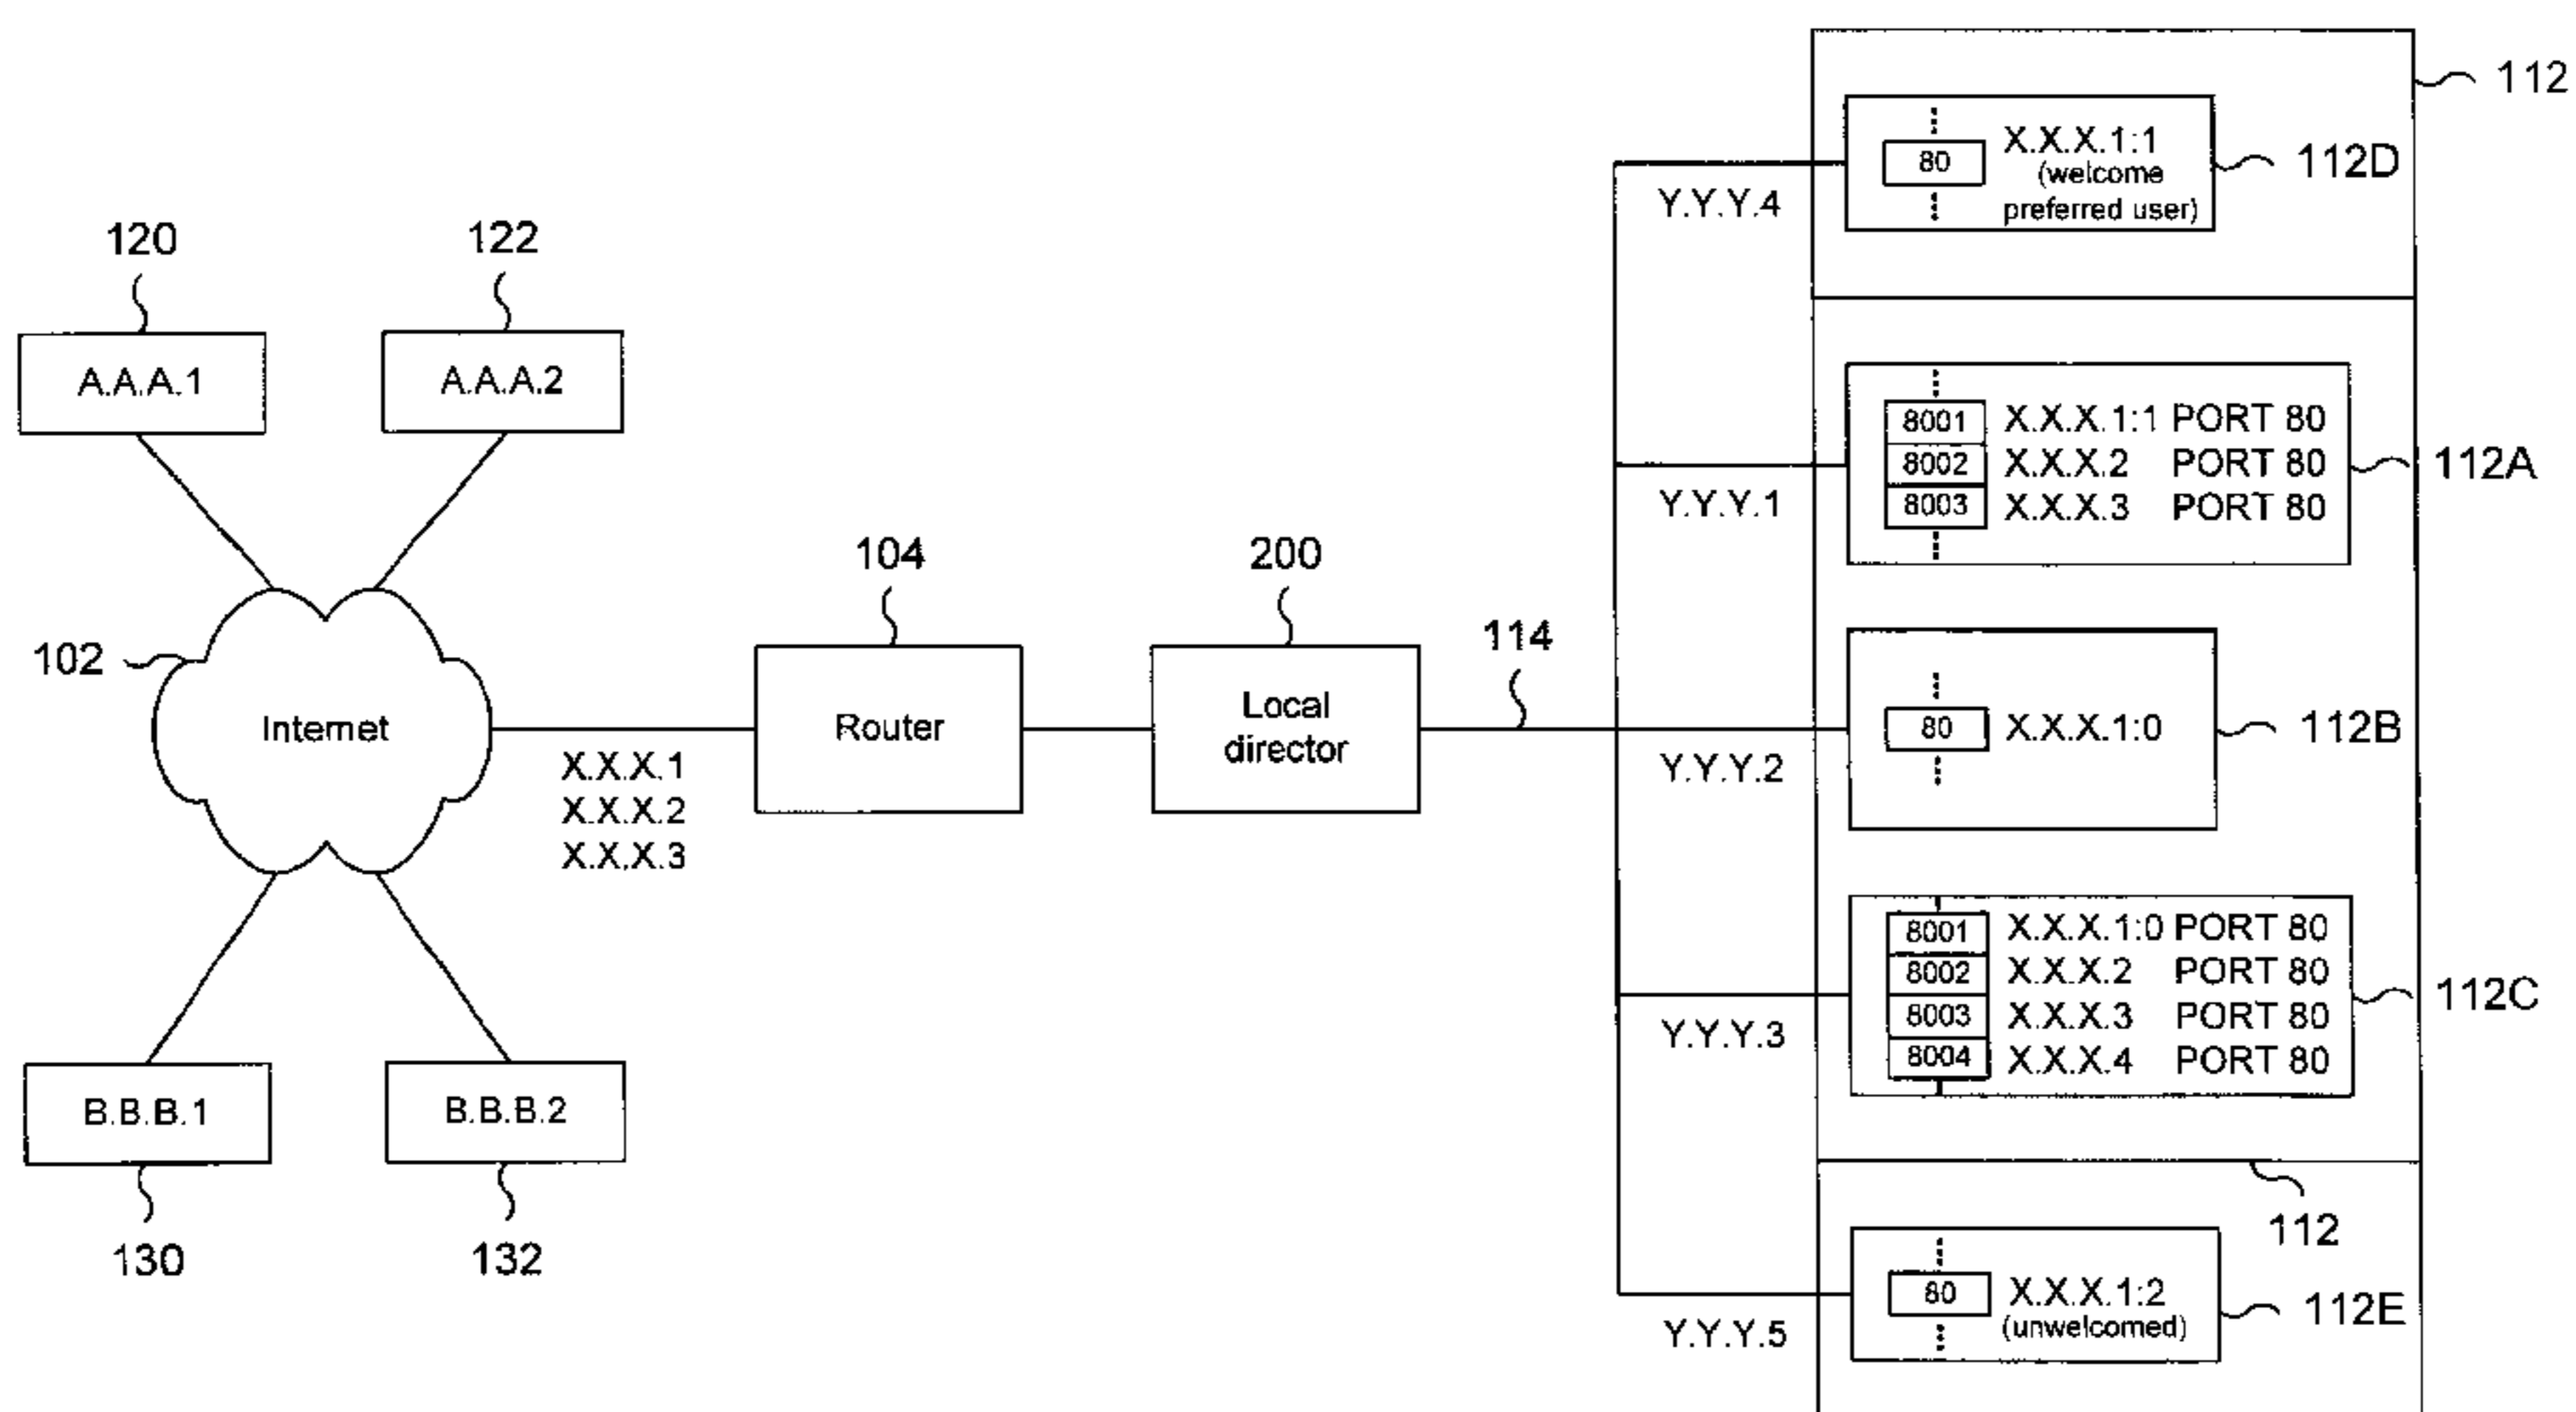 112
80 X.X.X.1:1
(welcome
preferred user)
112D
Y.Y.Y.4
120
122
A.A.A.1
A.A.A.2
8001 X.X.X.1:1 PORT 80
8002 X.X.X.2 PORT 80
8003 X.X.X.3 PORT 80
112A
Y.Y.Y.1
104
200
114
102
Internet
Router
Local
director
X.X.X.1
X.X.X.2
X.X.X.3
80 X.X.X.1:0
112B
Y.Y.Y.2
8001 X.X.X.1:0 PORT 80
8002 X.X.X.2 PORT 80
8003 X.X.X.3 PORT 80
8004 X.X.X.4 PORT 80
112C
Y.Y.Y.3
B.B.B.1
B.B.B.2
130
132
112
80 X.X.X.1:2
(unwelcomed)
112E
Y.Y.Y.5